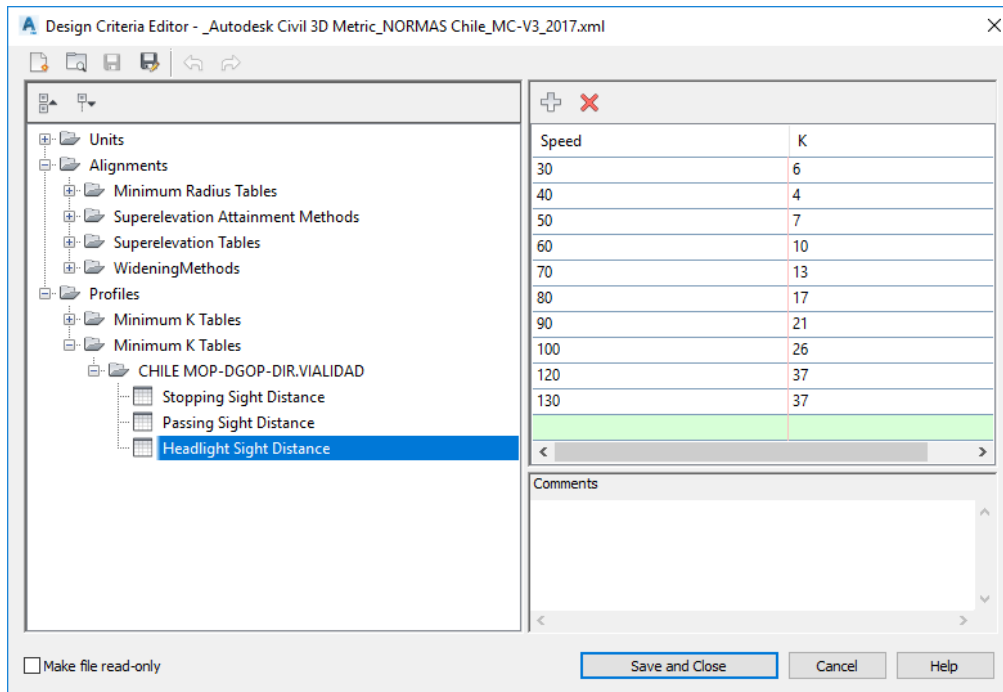 Design Criteria Editor - _Autodesk Civil 3D Metric_NORMAS Chile_MC-V3_2017.xml
Units
Alignments
Minimum Radius Tables
Superelevation Attainment Methods
Superelevation Tables
WideningMethods
Profiles
Minimum K Tables
Minimum K Tables
CHILE MOP-DGOP-DIR.VIALIDAD
Stopping Sight Distance
Passing Sight Distance
Headlight Sight Distance
Speed K
30 6
40 4
50 7
60 10
70 13
80 17
90 21
100 26
120 37
130 37
Comments
Make file read-only
Save and Close Cancel Help